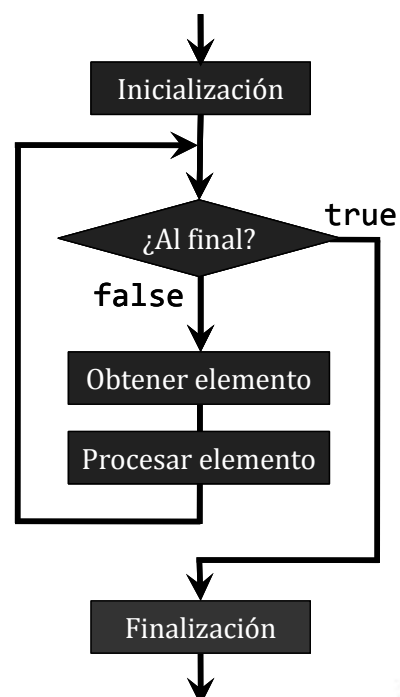 Inicialización
¿Al final?
true
false
Obtener elemento
Procesar elemento
Finalización